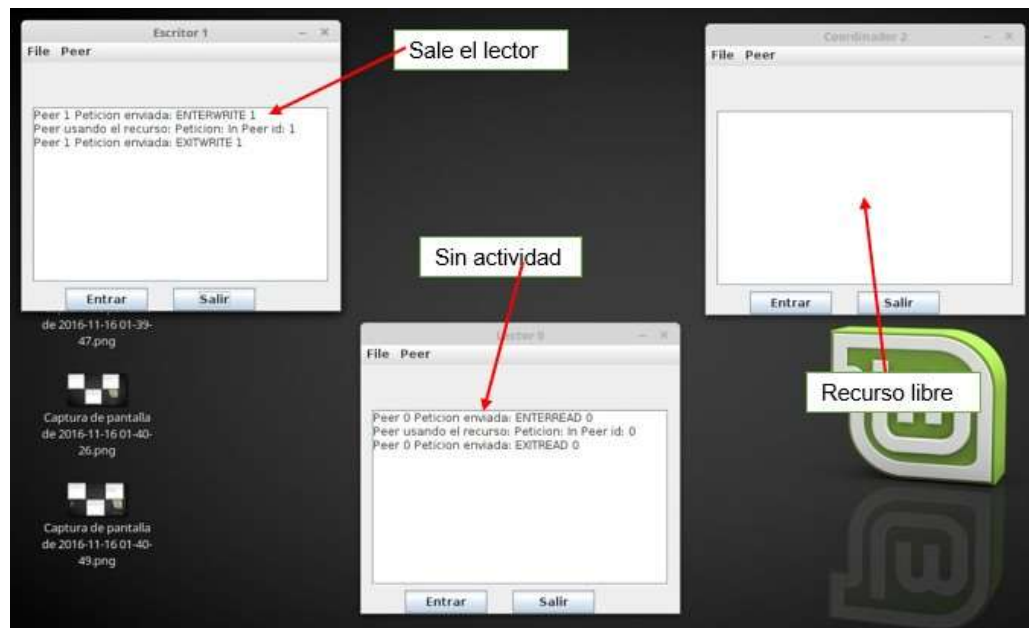 Escritor 1
File Peer
Peer 1 Peticion enviada: ENTERWRITE 1
Peer usando el recurso: Peticion: In Peer id: 1
Peer 1 Peticion enviada: EXITWRITE 1
Entrar Salir
Sale el lector
Coordinador 2
File Peer
Entrar Salir
Sin actividad
Recurso libre
de 2016-11-16 01-39-
47.png
Captura de pantalla
de 2016-11-16 01-40-
26.png
Captura de pantalla
de 2016-11-16 01-40-
49.png
Lector 0
File Peer
Peer 0 Peticion enviada: ENTERREAD 0
Peer usando el recurso: Peticion: In Peer id: 0
Peer 0 Peticion enviada: EXITREAD 0
Entrar Salir